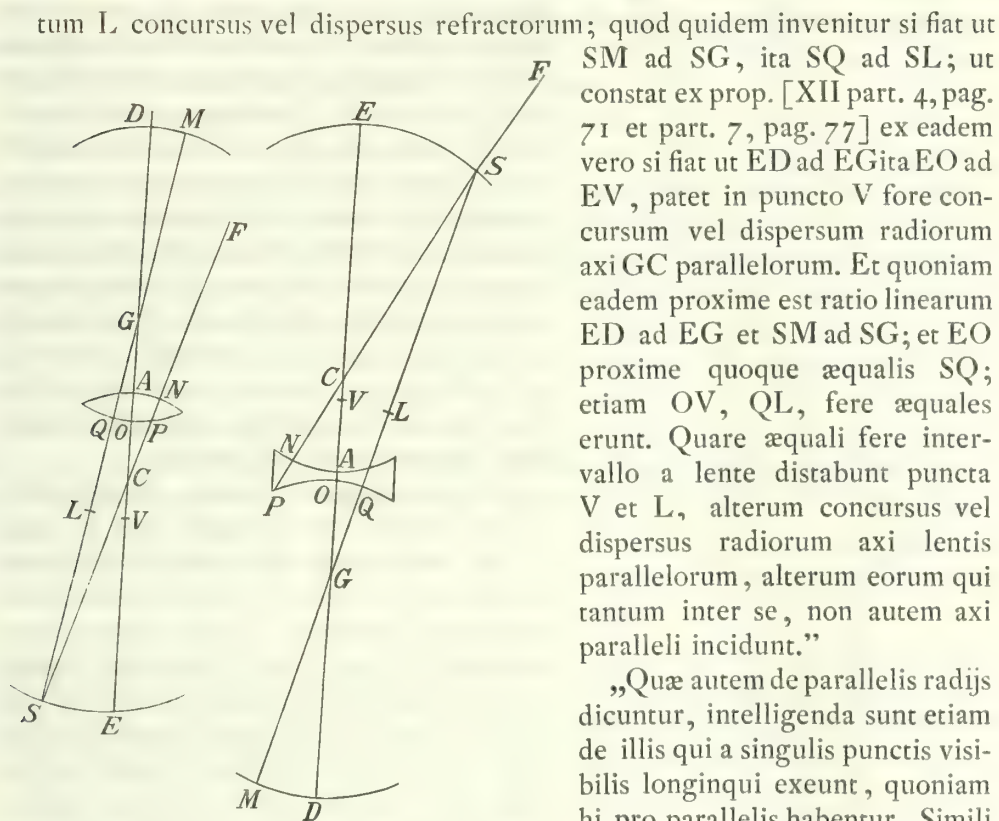 tum L concursus vel dispersus refractorum; quod quidem invenitur si fiat ut
SM ad SG, ita SQ ad SL; ut
constat ex prop. [XII part. 4, pag.
71 et part. 7, pag. 77] ex eadem
vero si fiat ut ED ad EG ita EO ad
EV, patet in puncto V fore con-
cursum vel dispersum radiorum
axi GC parallelorum. Et quoniam
eadem proxime est ratio linearum
ED ad EG et SM ad SG; et EO
proxime quoque æqualis SQ;
etiam OV, QL, fere æquales
erunt. Quare æquali fere inter-
vallo a lente distabunt puncta
V et L, alterum concursus vel
dispersus radiorum axi lentis
parallelorum, alterum eorum qui
tantum inter se, non autem axi
paralleli incidunt.”
„Quæ autem de parallelis radijs
dicuntur, intelligenda sunt etiam
de illis qui a singulis punctis visi-
bilis longinqui exeunt, quoniam
hi pro parallelis habentur. Simili
D M
F
G
A N
Q O P
C
L V
S E
F
E
S
C
V L
N A
P O Q
G
M D